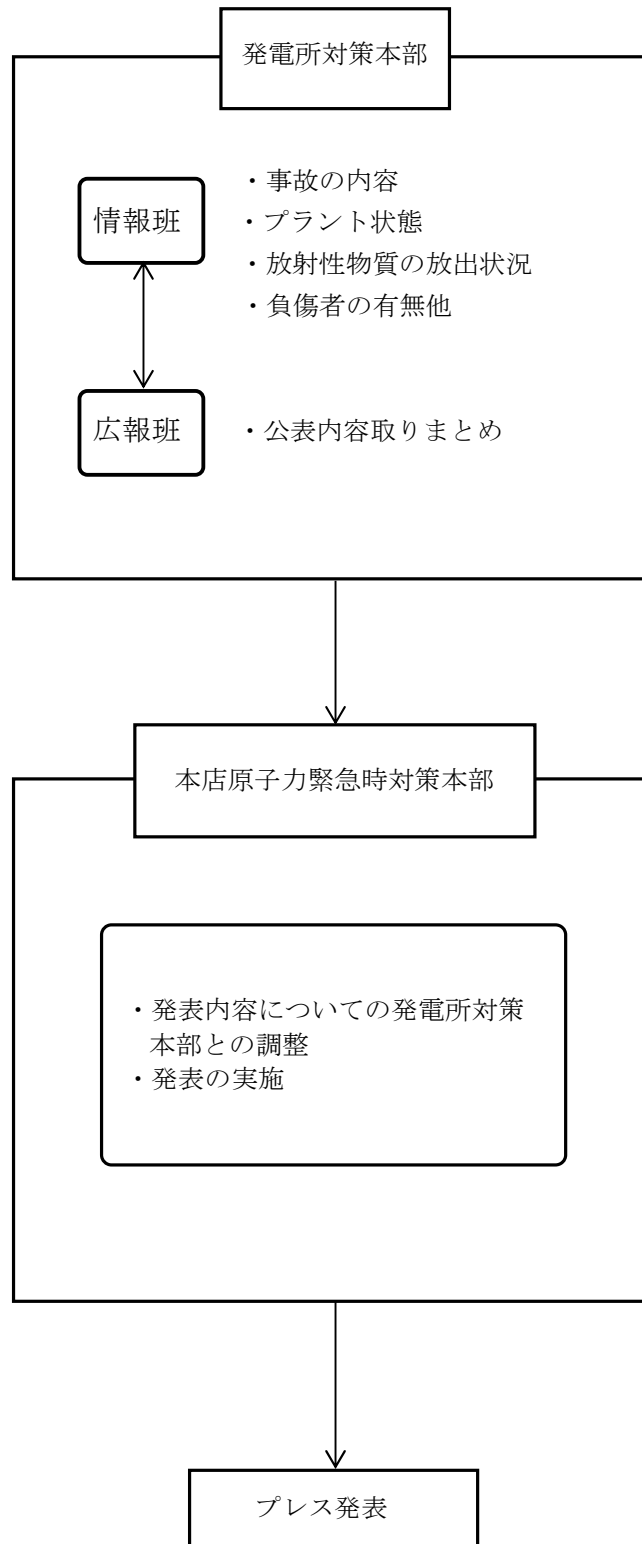 発電所対策本部
情報班
・事故の内容
・プラント状態
・放射性物質の放出状況
・負傷者の有無他
広報班
・公表内容取りまとめ
本店原子力緊急時対策本部
・発表内容についての発電所対策
本部との調整
・発表の実施
プレス発表